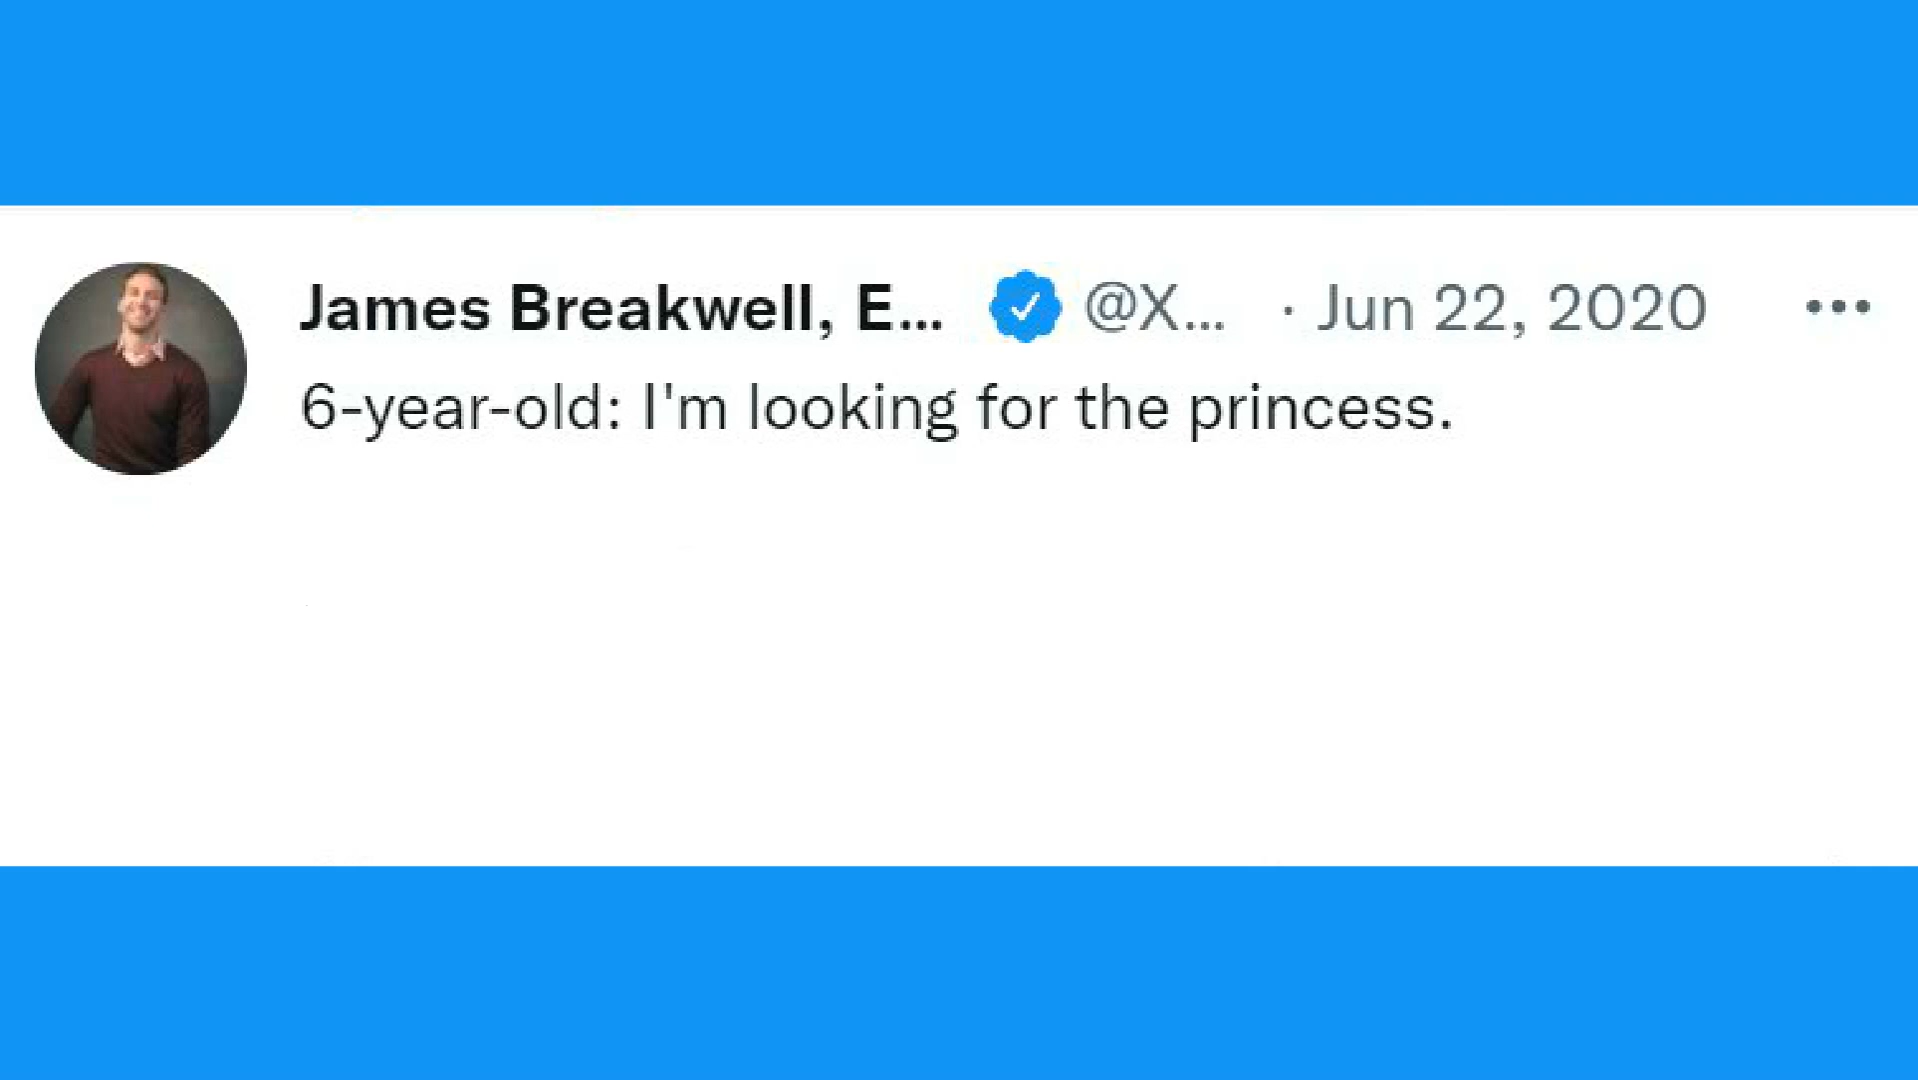 James Breakwell, E... @X... · Jun 22, 2020
6-year-old: I'm looking for the princess.